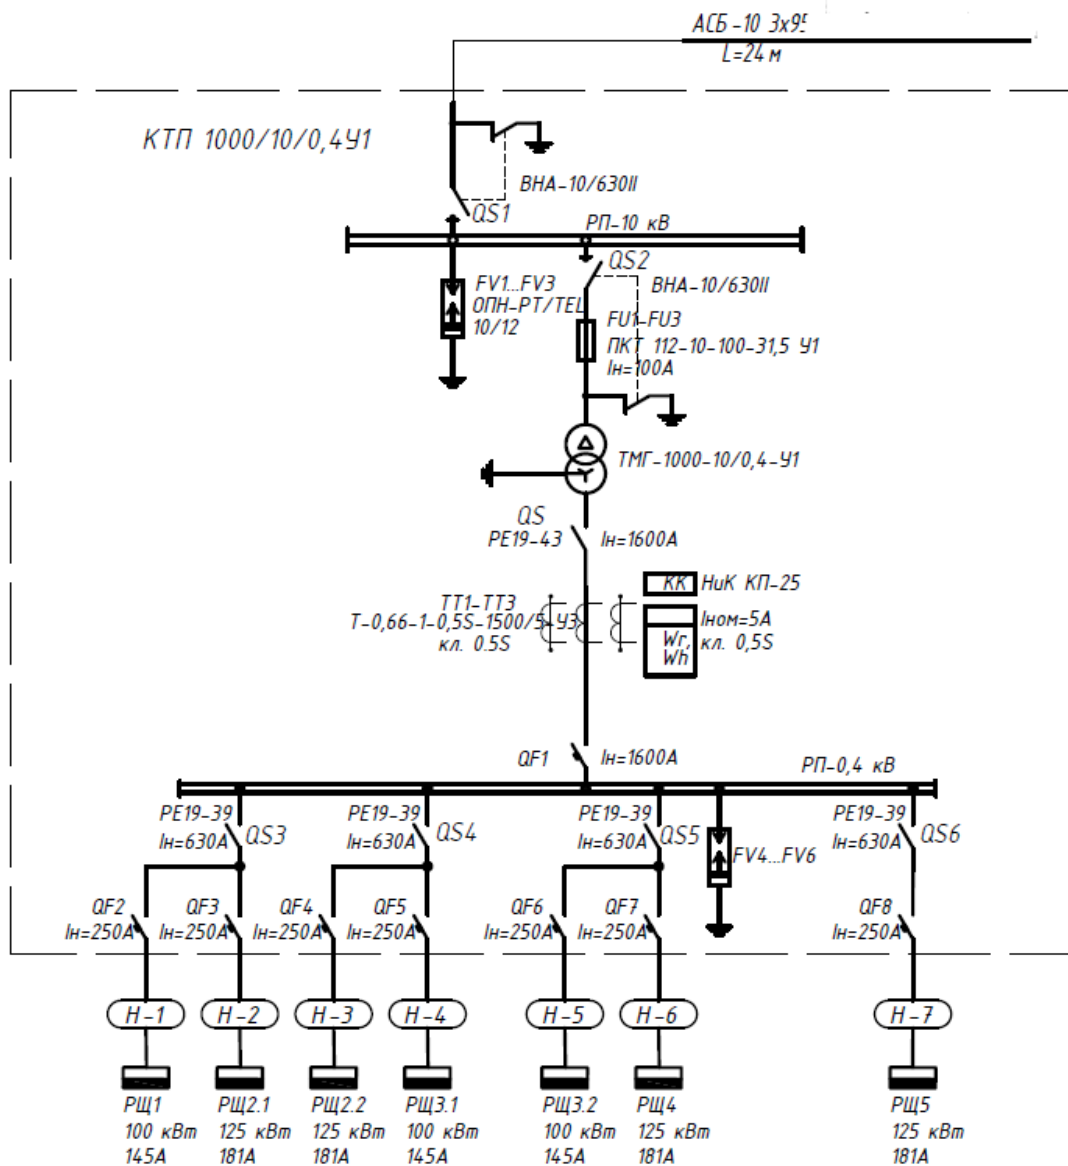 АСБ-10 3х95
L=24 м
КТП 1000/10/0,4У1
ВНА-10/630II
QS1
РП-10 кВ
QS2
ВНА-10/630II
FV1...FV3
ОПН-РТ/TEL
10/12
FU1-FU3
ПКТ 112-10-100-31,5 У1
Iн=100А
ТМГ-1000-10/0,4-У1
QS
РЕ19-43
Iн=1600А
КК
НиК КП-25
ТТ1-ТТ3
Т-0,66-1-0,5S-1500/5-У3
кл. 0.5S
Iном=5А
кл. 0,5S
Wr,
Wh
QF1
Iн=1600А
РП-0,4 кВ
РЕ19-39
Iн=630А
QS3
РЕ19-39
Iн=630А
QS4
РЕ19-39
Iн=630А
QS5
FV4...FV6
РЕ19-39
Iн=630А
QS6
QF2
Iн=250А
QF3
Iн=250А
QF4
Iн=250А
QF5
Iн=250А
QF6
Iн=250А
QF7
Iн=250А
QF8
Iн=250А
Н-1
Н-2
Н-3
Н-4
Н-5
Н-6
Н-7
РЩ1
100 кВт
145А
РЩ2.1
125 кВт
181А
РЩ2.2
125 кВт
181А
РЩ3.1
100 кВт
145А
РЩ3.2
100 кВт
145А
РЩ4
125 кВт
181А
РЩ5
125 кВт
181А